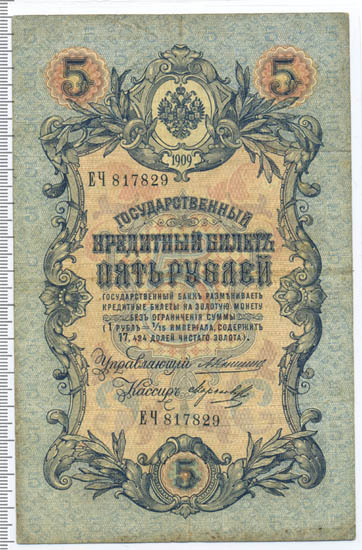 5 5
1909
ЕЧ 817829
ГОСУДАРСТВЕННЫЙ
КРЕДИТНЫЙ БИЛЕТЪ
ПЯТЬ РУБЛЕЙ
ГОСУДАРСТВЕННЫЙ БАНКЪ РАЗМѢНИВАЕТЪ
КРЕДИТНЫЕ БИЛЕТЫ НА ЗОЛОТУЮ МОНЕТУ
БЕЗЪ ОГРАНИЧЕНІЯ СУММЫ
(1 РУБЛЬ = 1/15 ИМПЕРІАЛА, СОДЕРЖИТЪ
17,424 ДОЛЕЙ ЧИСТАГО ЗОЛОТА).
Управляющій
Кассиръ
ЕЧ 817829
5